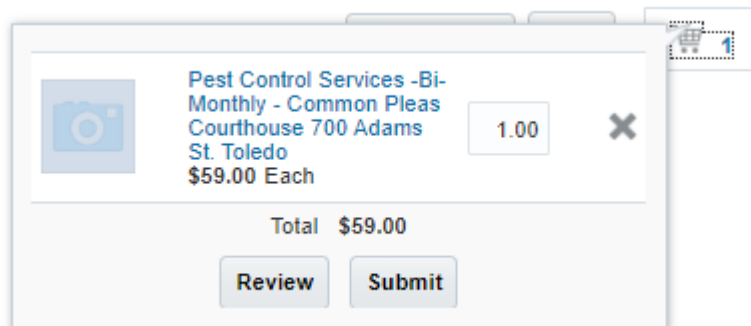 1
Pest Control Services -Bi-
Monthly - Common Pleas
Courthouse 700 Adams
St. Toledo
$59.00 Each
1.00
Total $59.00
Review Submit